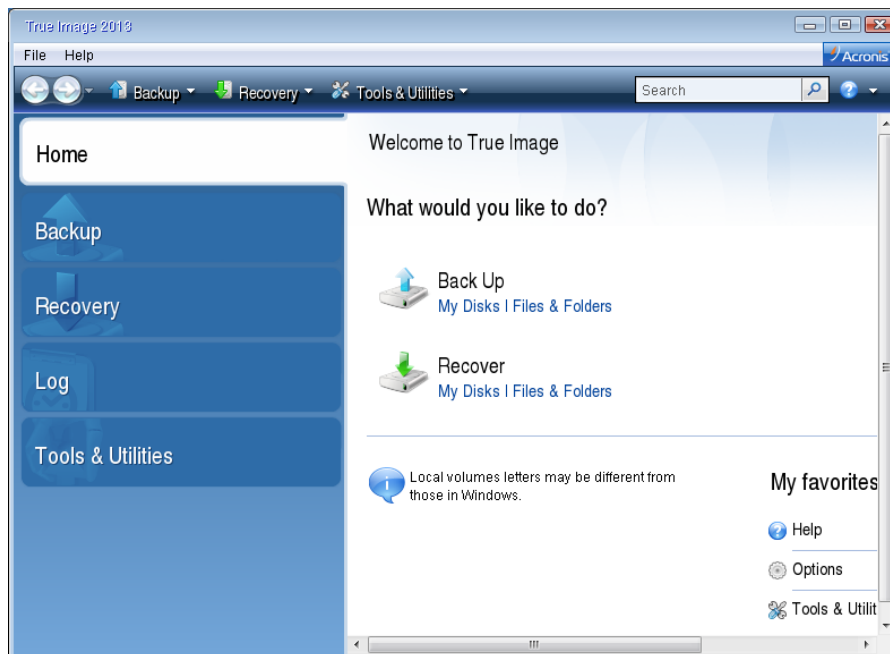 True Image 2013
File Help
Acronis
Backup Recovery Tools & Utilities Search
Home
Backup
Recovery
Log
Tools & Utilities
Welcome to True Image
What would you like to do?
Back Up
My Disks | Files & Folders
Recover
My Disks | Files & Folders
Local volumes letters may be different from
those in Windows.
My favorites
Help
Options
Tools & Utilit